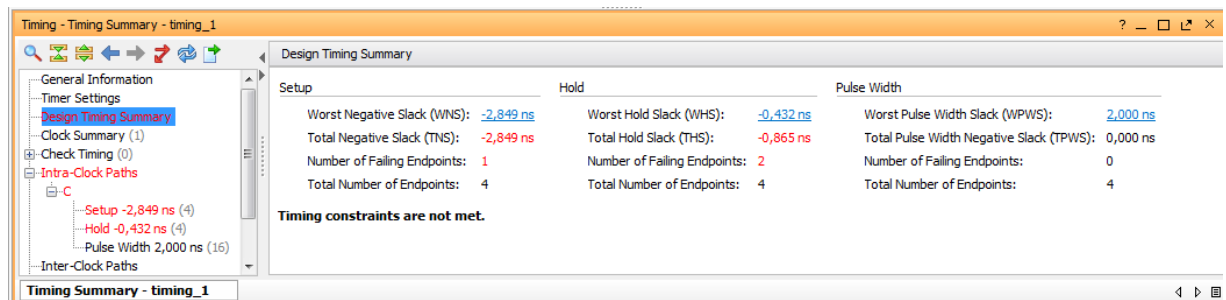 Timing - Timing Summary - timing_1
Design Timing Summary
General Information
Timer Settings
Design Timing Summary
Clock Summary (1)
Check Timing (0)
Intra-Clock Paths
C
Setup -2,849 ns (4)
Hold -0,432 ns (4)
Pulse Width 2,000 ns (16)
Inter-Clock Paths
Setup Hold Pulse Width
Worst Negative Slack (WNS): -2,849 ns Worst Hold Slack (WHS): -0,432 ns Worst Pulse Width Slack (WPWS): 2,000 ns
Total Negative Slack (TNS): -2,849 ns Total Hold Slack (THS): -0,865 ns Total Pulse Width Negative Slack (TPWS): 0,000 ns
Number of Failing Endpoints: 1 Number of Failing Endpoints: 2 Number of Failing Endpoints: 0
Total Number of Endpoints: 4 Total Number of Endpoints: 4 Total Number of Endpoints: 4
Timing constraints are not met.
Timing Summary - timing_1